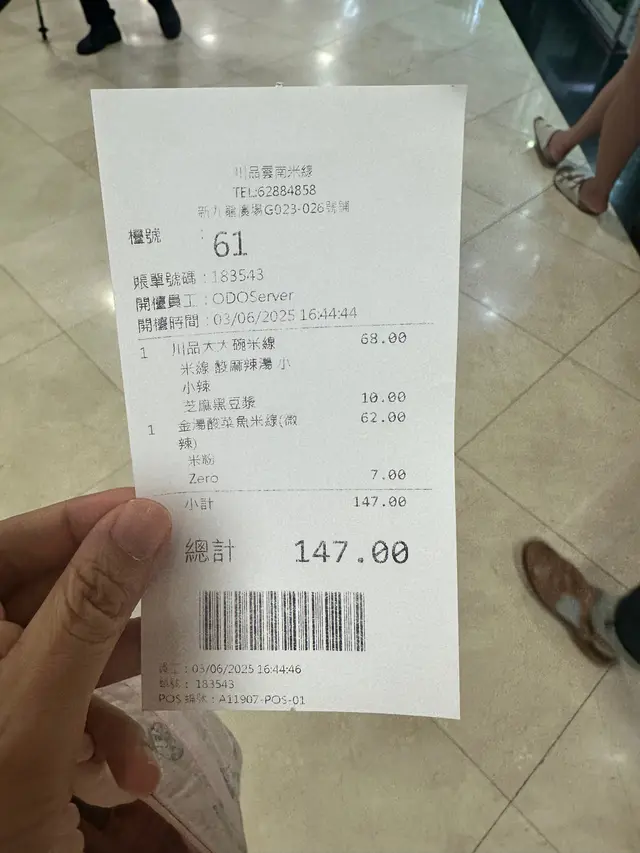 川品雲南米線
TEL:62884858
新九龍廣場G023-026號舖
檯號 : 61
賬單號碼 : 183543
開檯員工 : ODOServer
開檯時間 : 03/06/2025 16:44:44
1 川品大大碗米線 68.00
米線 酸麻辣湯 小
小辣
芝麻黑豆漿 10.00
1 金湯酸菜魚米線(微 62.00
辣)
米粉
Zero 7.00
小計 147.00
總計 147.00
員工 : 03/06/2025 16:44:46
單號 : 183543
POS 編號 : A11907-POS-01